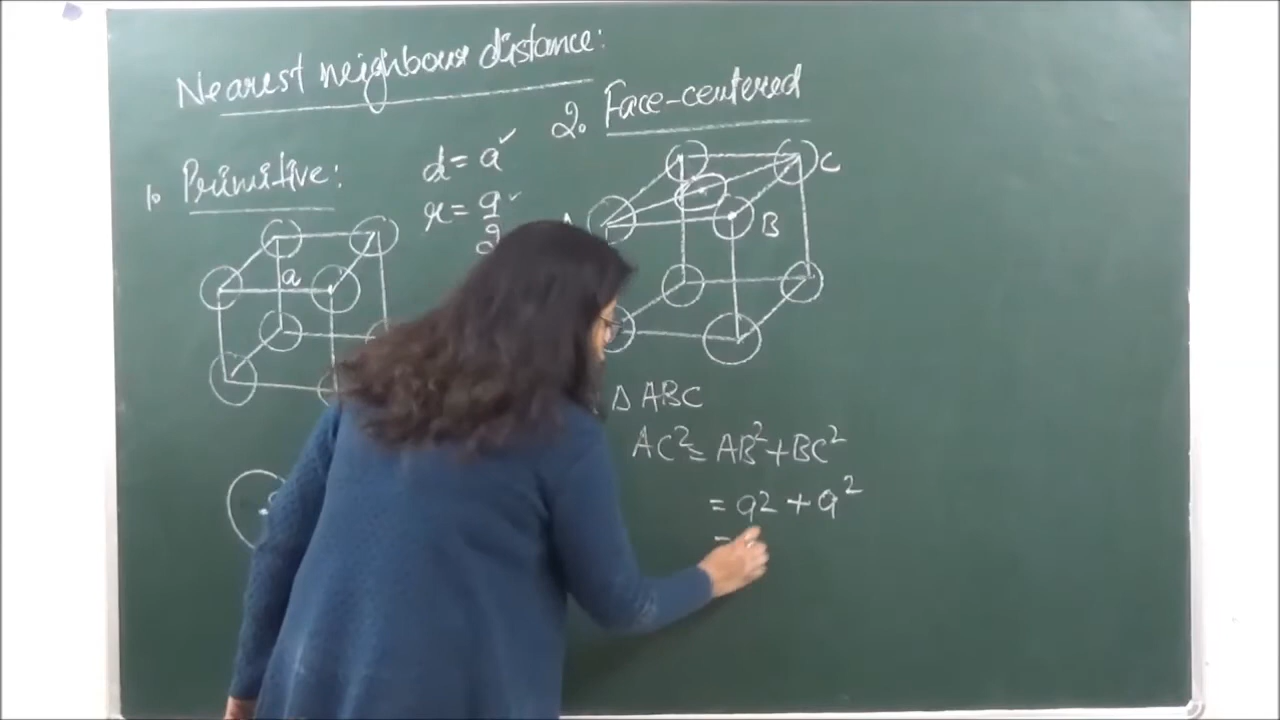 Nearest neighbour distance:
1. Primitive:
d = a ✓
r = a/2 ✓
a
2. Face-centered
C
B
Δ ABC
AC² = AB² + BC²
= a² + a²
=